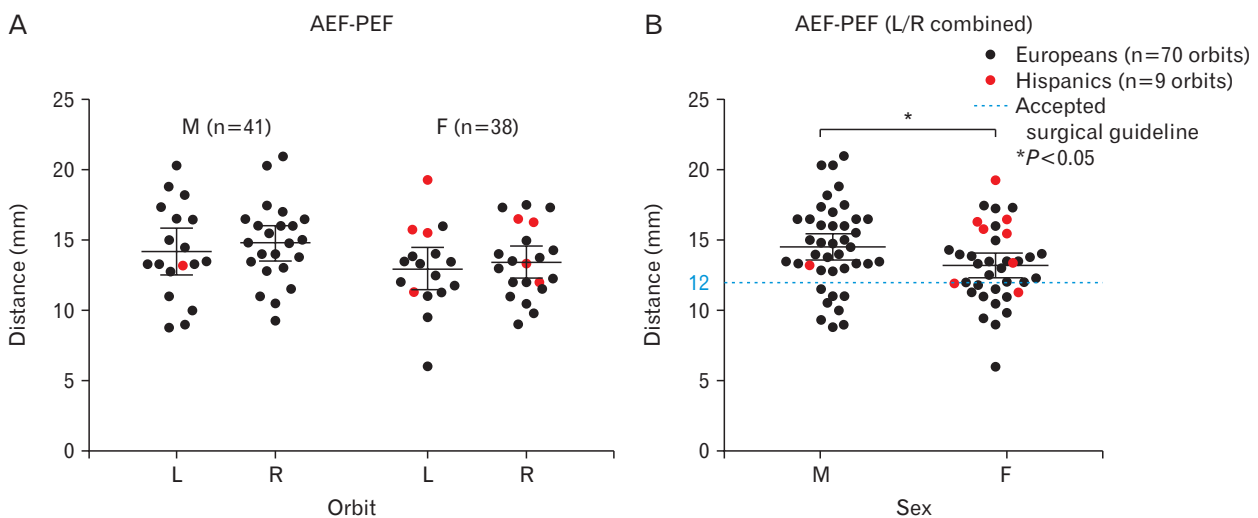 A
AEF-PEF
M (n=41)
F (n=38)
Distance (mm)
25
20
15
10
5
0
L
R
L
R
Orbit
B
AEF-PEF (L/R combined)
Europeans (n=70 orbits)
Hispanics (n=9 orbits)
Accepted
surgical guideline
*P<0.05
*
Distance (mm)
25
20
15
12
10
5
0
M
F
Sex